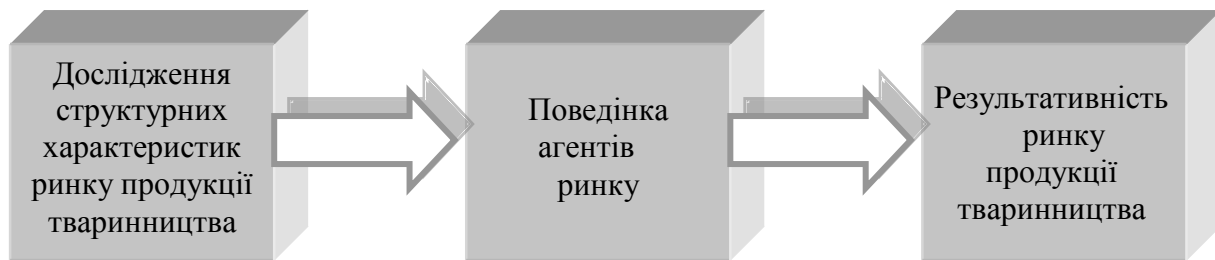 Дослідження
структурних
характеристик
ринку продукції
тваринництва
Поведінка
агентів
ринку
Результативність
ринку
продукції
тваринництва